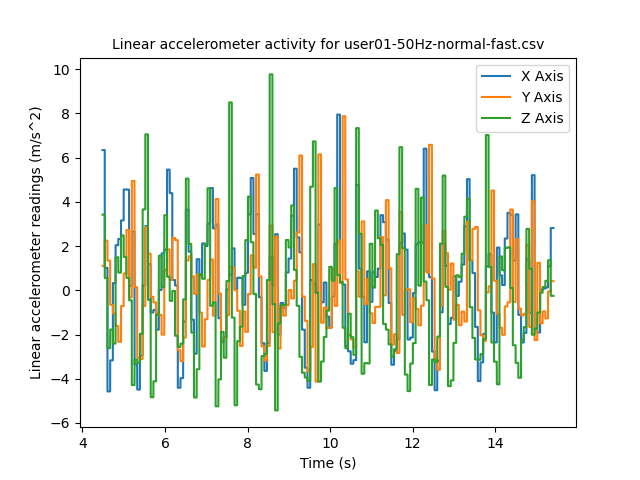 Linear accelerometer activity for user01-50Hz-normal-fast.csv
X Axis
Y Axis
Z Axis
Linear accelerometer readings (m/s^2)
10
8
6
4
2
0
−2
−4
−6
4
6
8
10
12
14
Time (s)